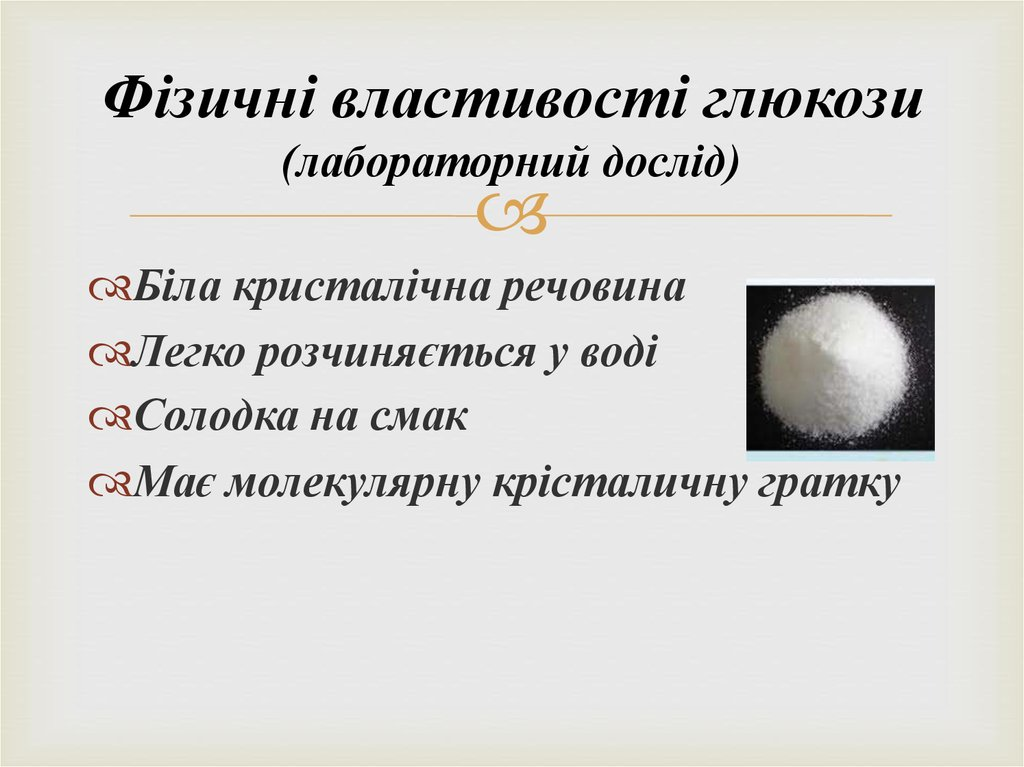 Фізичні властивості глюкози
(лабораторний дослід)
Біла кристалічна речовина
Легко розчиняється у воді
Солодка на смак
Має молекулярну крісталичну гратку